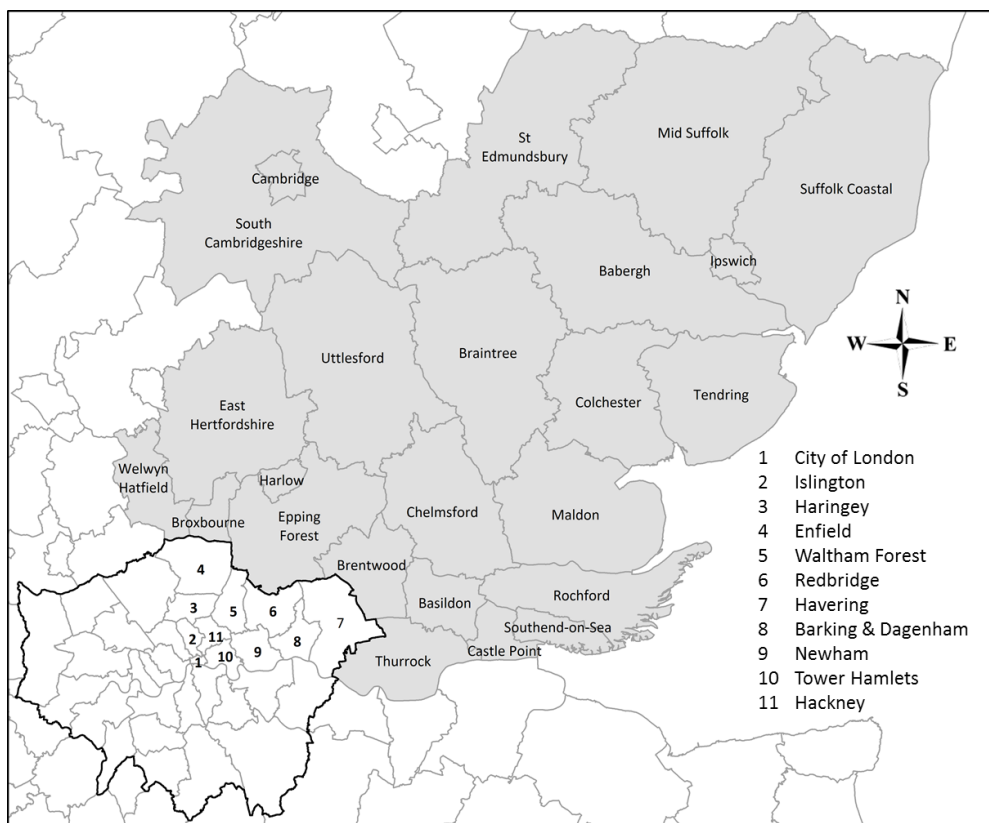 St
Edmundsbury
Mid Suffolk
Suffolk Coastal
Cambridge
South
Cambridgeshire
Babergh
Ipswich
Uttlesford
Braintree
Colchester
Tendring
East
Hertfordshire
Welwyn
Hatfield
Harlow
Broxbourne
Epping
Forest
Chelmsford
Maldon
Brentwood
Basildon
Rochford
Southend-on-Sea
Castle Point
Thurrock
4
3
5
6
7
2
11
8
9
1
10
N
W
E
S
1 City of London
2 Islington
3 Haringey
4 Enfield
5 Waltham Forest
6 Redbridge
7 Havering
8 Barking & Dagenham
9 Newham
10 Tower Hamlets
11 Hackney